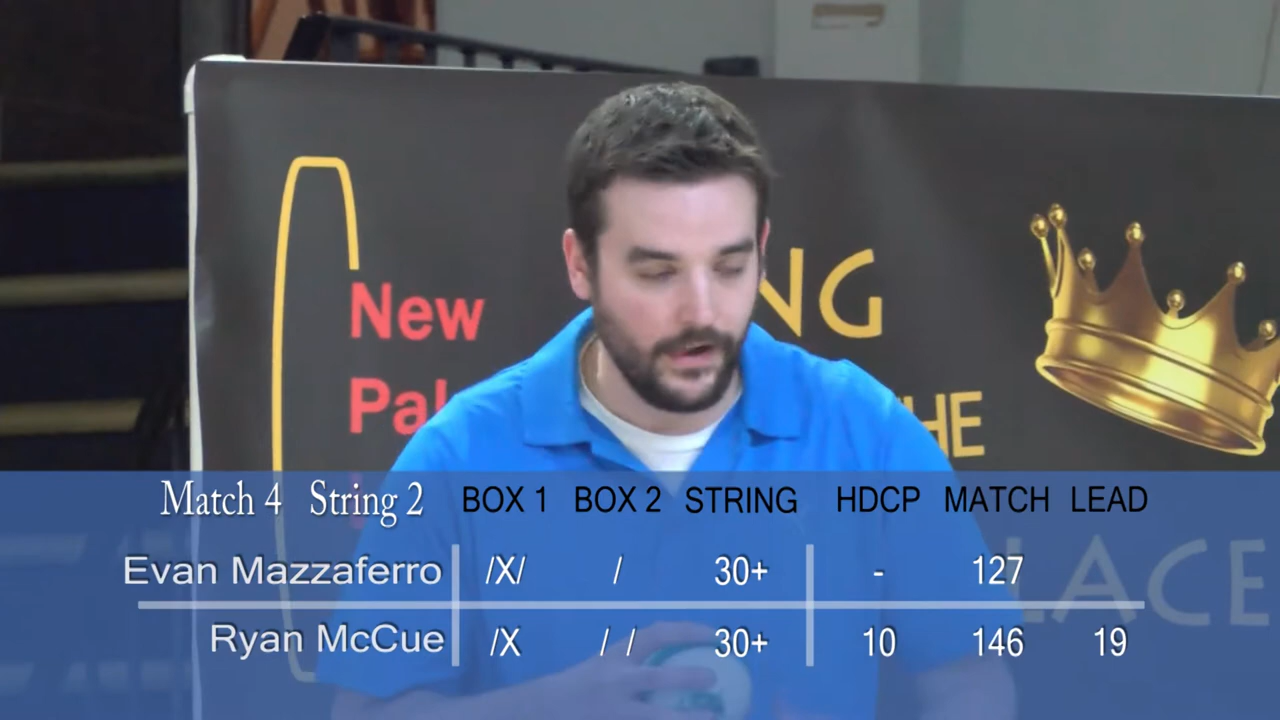 New
Pal
NG
HE
LACE
Match 4 String 2 BOX 1 BOX 2 STRING HDCP MATCH LEAD
Evan Mazzaferro /X/ / 30+ - 127
Ryan McCue /X / / 30+ 10 146 19